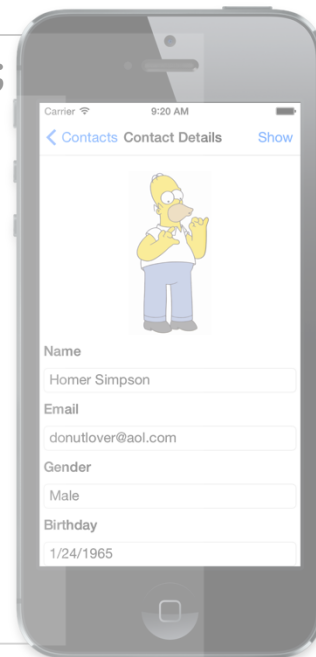 S
Carrier 9:20 AM
Contacts Contact Details Show
Name
Homer Simpson
Email
donutlover@aol.com
Gender
Male
Birthday
1/24/1965